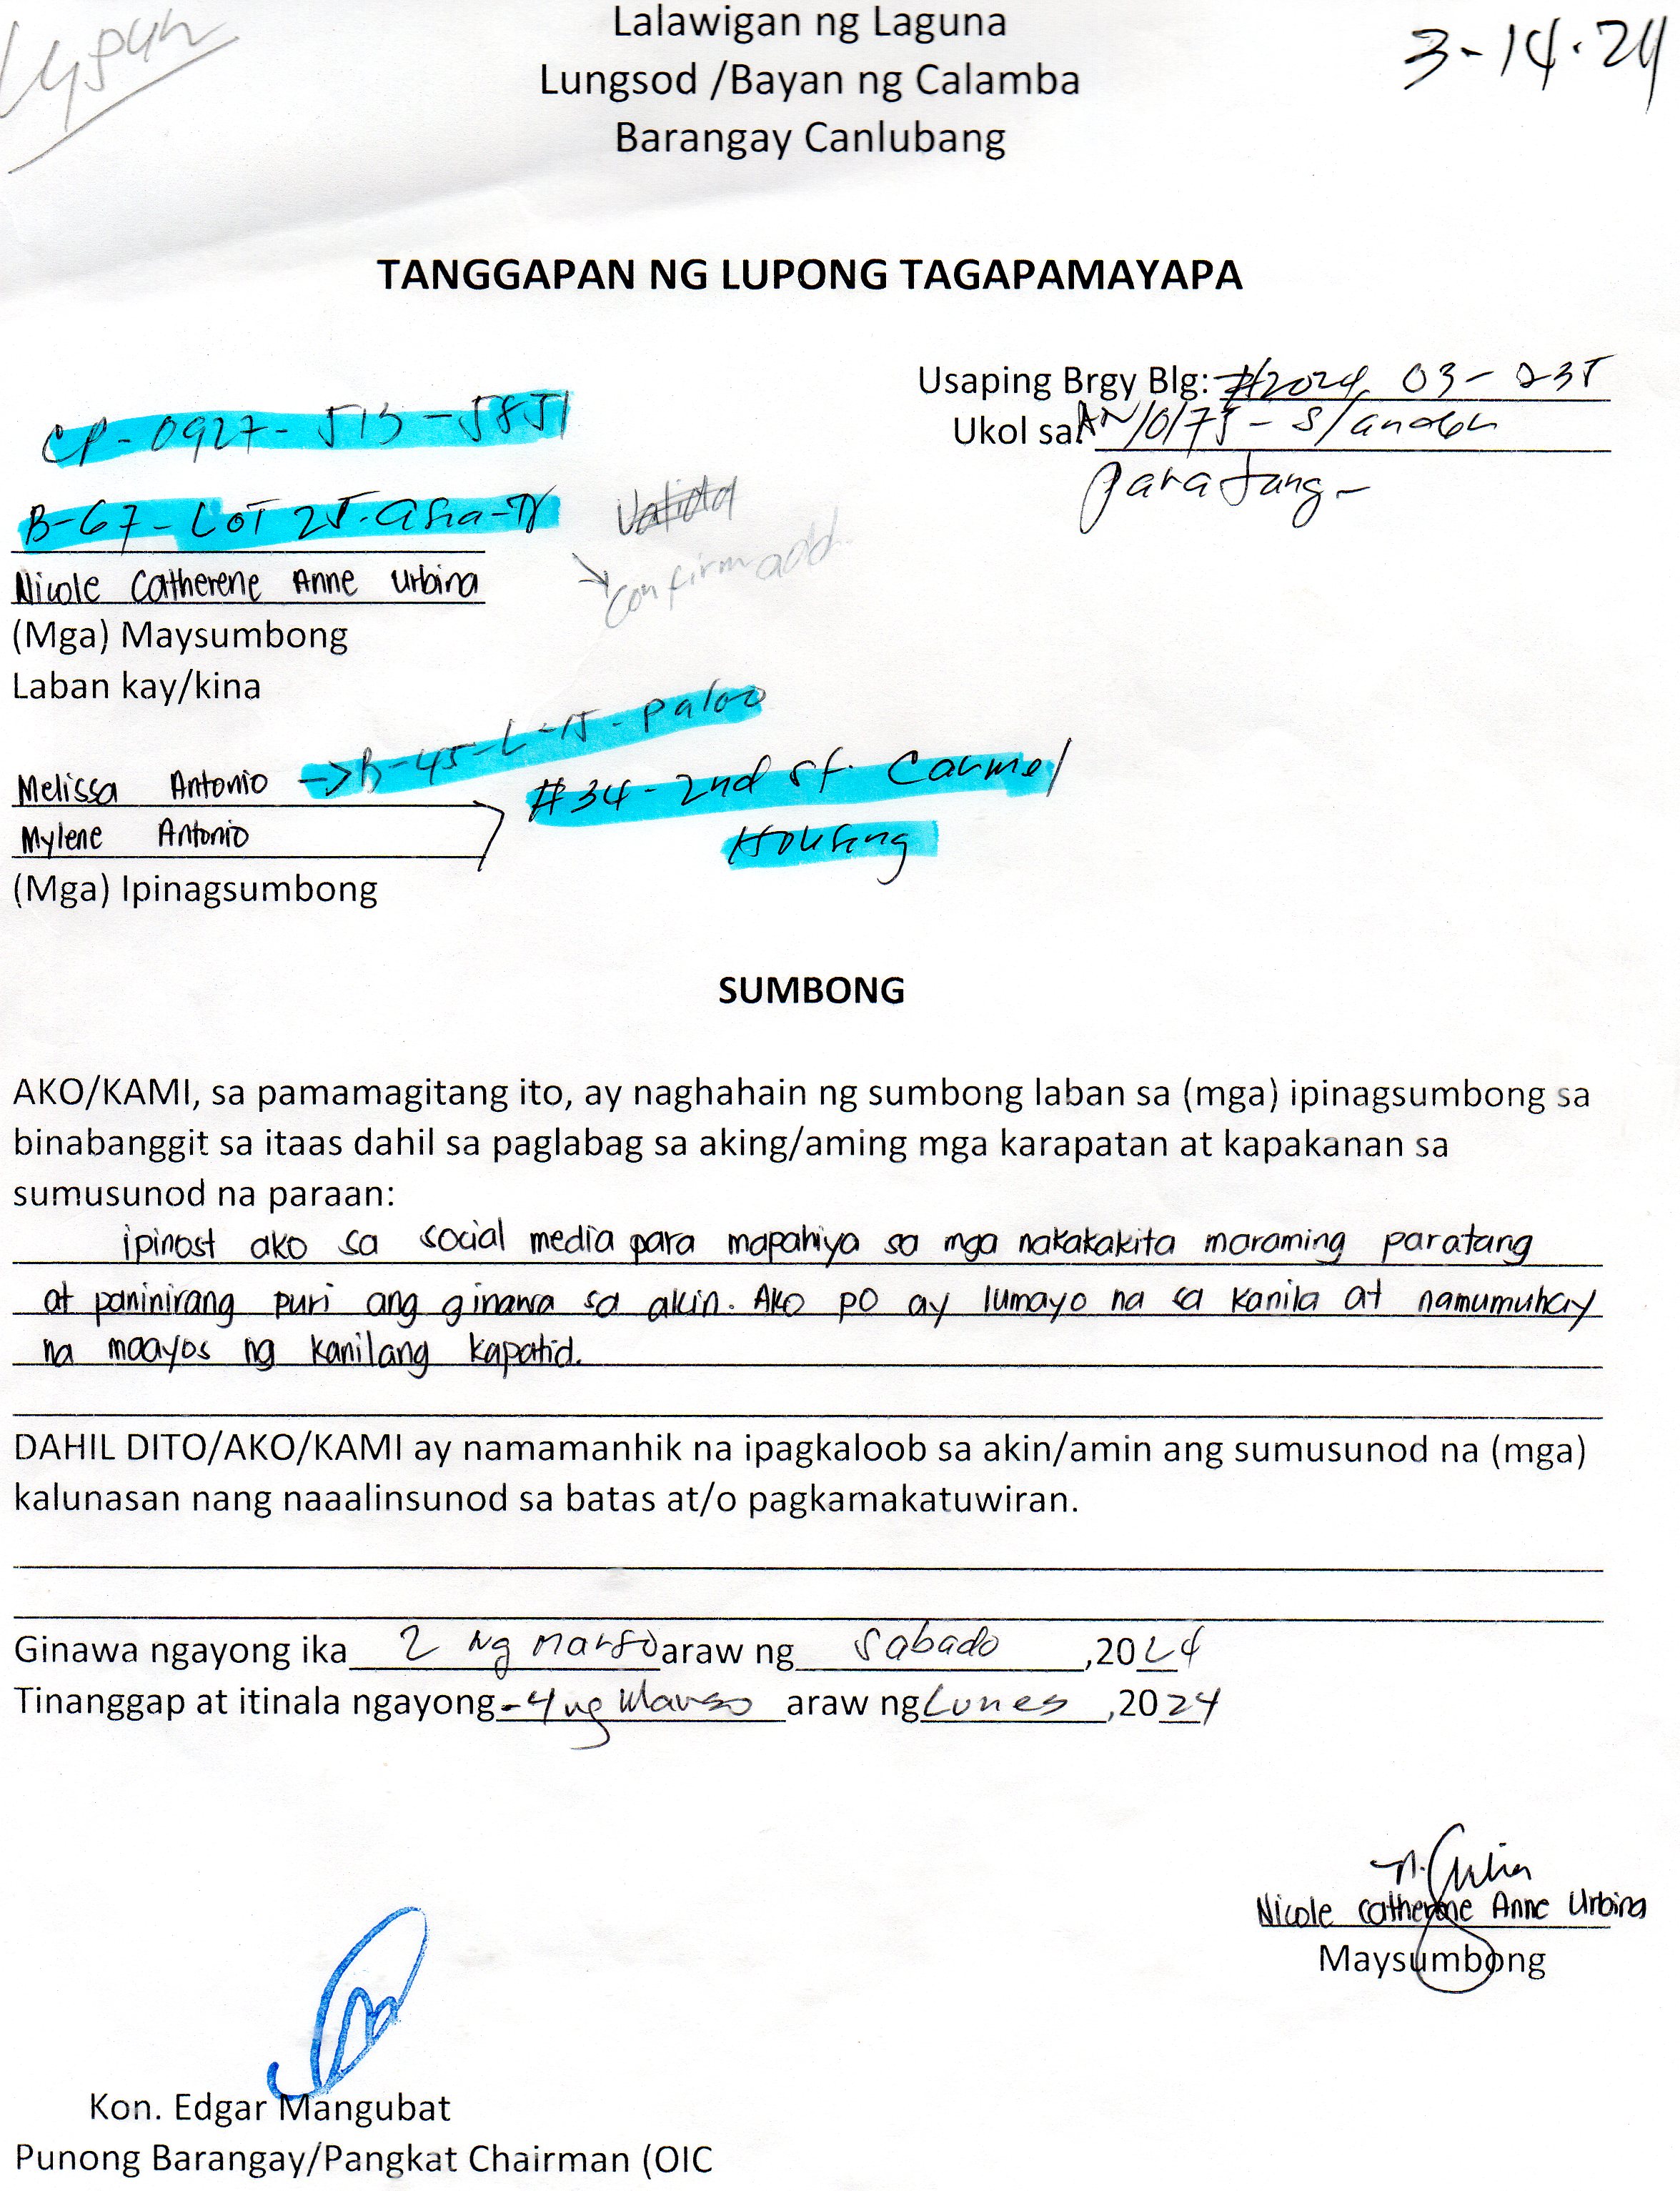 Lalawigan ng Laguna
3-14-24
Lungsod /Bayan ng Calamba
Barangay Canlubang
TANGGAPAN NG LUPONG TAGAPAMAYAPA
Usaping Brgy Blg: #2024 03-235
Ukol sa:
paratang-
CP-0927-513-5851
B-67-LOT 25-Asia-
Nicole Catherene Anne Urbina
confirm add.
(Mga) Maysumbong
Laban kay/kina
Melissa Antonio -> B-45-L-15-Paloo
#34-2nd St. Carmel
Housing
Mylene Antonio
(Mga) Ipinagsumbong
SUMBONG
AKO/KAMI, sa pamamagitang ito, ay naghahain ng sumbong laban sa (mga) ipinagsumbong sa
binabanggit sa itaas dahil sa paglabag sa aking/aming mga karapatan at kapakanan sa
sumusunod na paraan:
ipinost ako sa social media para mapahiya sa mga nakakakita maraming paratang
at paninirang puri ang ginawa sa akin. Ako po ay lumayo na sa kanila at namumuhay
na maayos ng kanilang kapatid.
DAHIL DITO/AKO/KAMI ay namamanhik na ipagkaloob sa akin/amin ang sumusunod na (mga)
kalunasan nang naaalinsunod sa batas at/o pagkamakatuwiran.
Ginawa ngayong ika 2 ng Marso araw ng Sabado ,2024
Tinanggap at itinala ngayong -4 ng Marso araw ng Lunes ,2024
Nicole Catherene Anne Urbina
Maysumbong
Kon. Edgar Mangubat
Punong Barangay/Pangkat Chairman (OIC